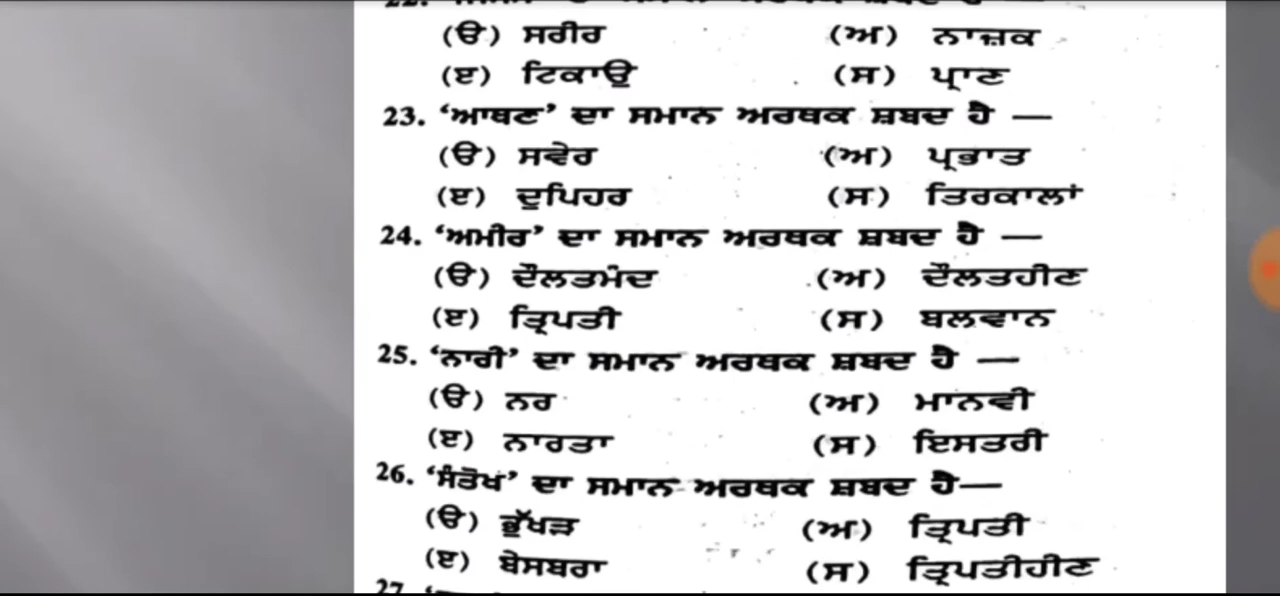 (ੳ) ਸਰੀਰ (ਅ) ਨਾਜ਼ਕ
(ੲ) ਟਿਕਾਊ (ਸ) ਪ੍ਰਾਣ
23. ‘ਆਥਣ’ ਦਾ ਸਮਾਨ ਅਰਥਕ ਸ਼ਬਦ ਹੈ —
(ੳ) ਸਵੇਰ (ਅ) ਪ੍ਰਭਾਤ
(ੲ) ਦੁਪਿਹਰ (ਸ) ਤਿਰਕਾਲਾਂ
24. ‘ਅਮੀਰ’ ਦਾ ਸਮਾਨ ਅਰਥਕ ਸ਼ਬਦ ਹੈ —
(ੳ) ਦੌਲਤਮੰਦ (ਅ) ਦੌਲਤਹੀਣ
(ੲ) ਤ੍ਰਿਪਤੀ (ਸ) ਬਲਵਾਨ
25. ‘ਨਾਰੀ’ ਦਾ ਸਮਾਨ ਅਰਥਕ ਸ਼ਬਦ ਹੈ —
(ੳ) ਨਰ (ਅ) ਮਾਨਵੀ
(ੲ) ਨਾਰਤਾ (ਸ) ਇਸਤਰੀ
26. ‘ਸੰਤੋਖ’ ਦਾ ਸਮਾਨ ਅਰਥਕ ਸ਼ਬਦ ਹੈ—
(ੳ) ਭੁੱਖੜ (ਅ) ਤ੍ਰਿਪਤੀ
(ੲ) ਬੇਸਬਰਾ (ਸ) ਤ੍ਰਿਪਤੀਹੀਣ
27.